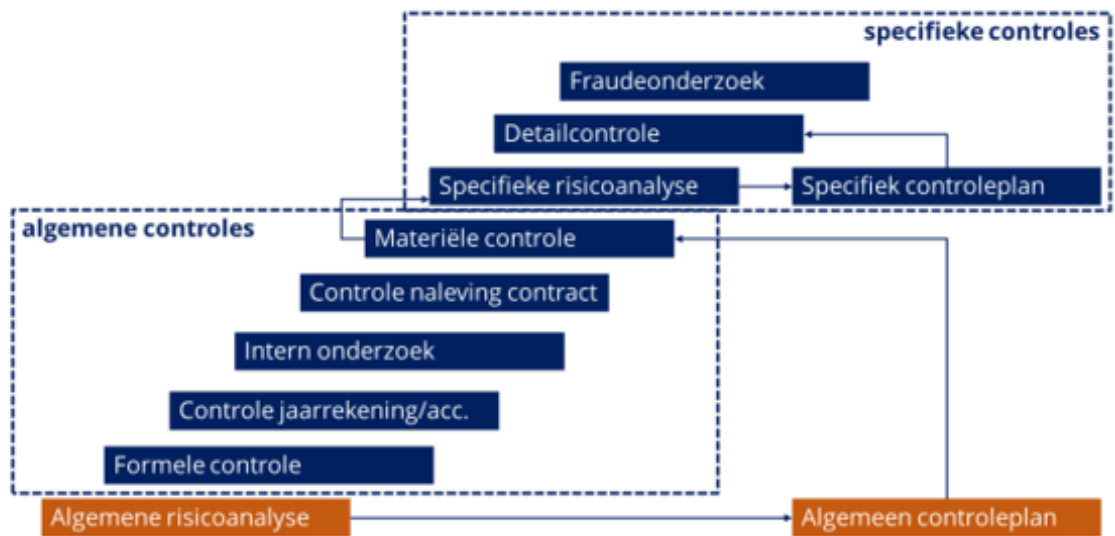 specifieke controles
Fraudeonderzoek
Detailcontrole
Specifieke risicoanalyse
Specifiek controleplan
algemene controles
Materiële controle
Controle naleving contract
Intern onderzoek
Controle jaarrekening/acc.
Formele controle
Algemene risicoanalyse
Algemeen controleplan